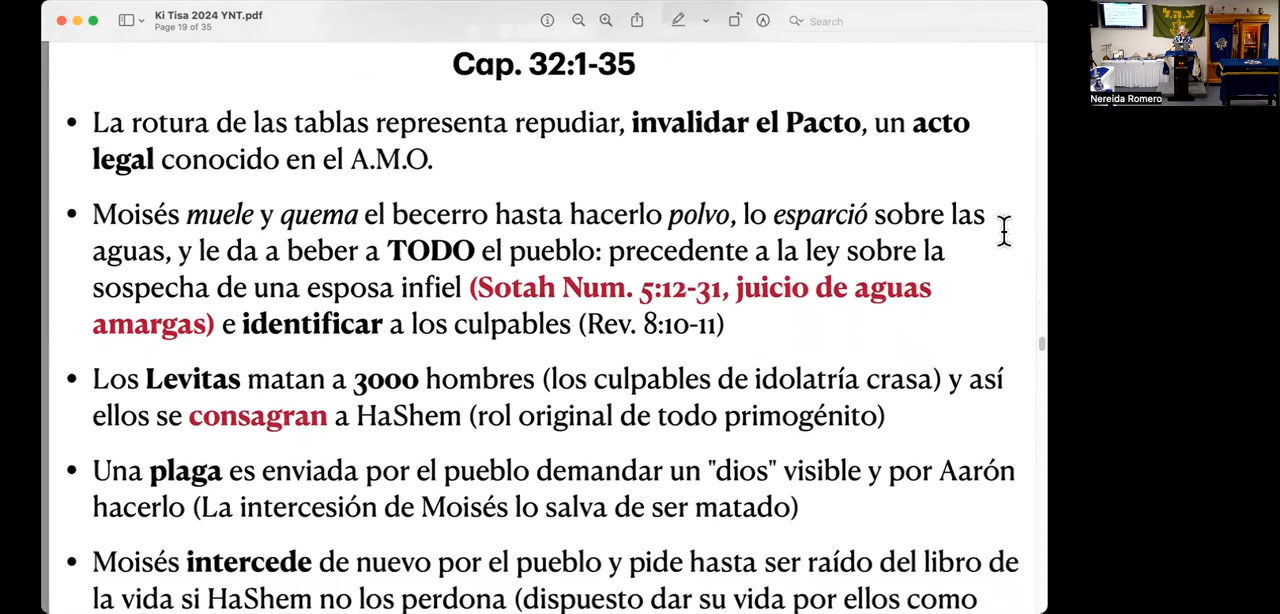 Ki Tisa 2024 YNT.pdf
Page 19 of 35
Search
Nereida Romero
Cap. 32:1-35
• La rotura de las tablas representa repudiar, invalidar el Pacto, un acto
legal conocido en el A.M.O.
• Moisés muele y quema el becerro hasta hacerlo polvo, lo esparció sobre las
aguas, y le da a beber a TODO el pueblo: precedente a la ley sobre la
sospecha de una esposa infiel (Sotah Num. 5:12-31, juicio de aguas
amargas) e identificar a los culpables (Rev. 8:10-11)
• Los Levitas matan a 3000 hombres (los culpables de idolatría crasa) y así
ellos se consagran a HaShem (rol original de todo primogénito)
• Una plaga es enviada por el pueblo demandar un "dios" visible y por Aarón
hacerlo (La intercesión de Moisés lo salva de ser matado)
• Moisés intercede de nuevo por el pueblo y pide hasta ser raído del libro de
la vida si HaShem no los perdona (dispuesto dar su vida por ellos como